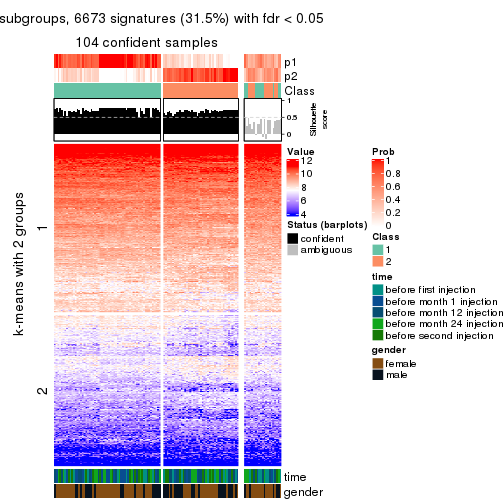 subgroups, 6673 signatures (31.5%) with fdr < 0.05
104 confident samples
p1
p2
Class
1
0.5
0
Silhouette
score
k-means with 2 groups
1
2
Value
12
10
8
6
4
Status (barplots)
confident
ambiguous
Prob
1
0.8
0.6
0.4
0.2
0
Class
1
2
time
before first injection
before month 1 injection
before month 12 injection
before month 24 injection
before second injection
gender
female
male
time
gender